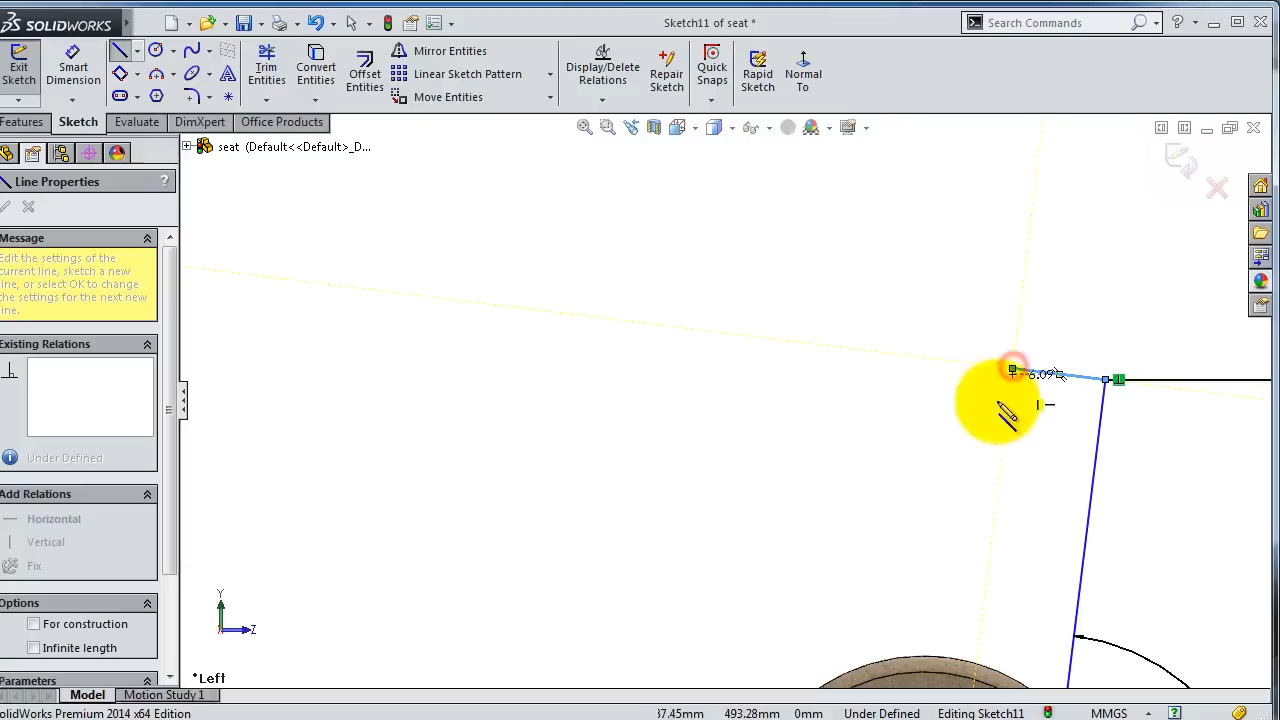 SOLIDWORKS
Sketch11 of seat *
Search Commands
Exit Sketch
Smart Dimension
Trim Entities
Convert Entities
Offset Entities
Mirror Entities
Linear Sketch Pattern
Move Entities
Display/Delete Relations
Repair Sketch
Quick Snaps
Rapid Sketch
Normal To
Features
Sketch
Evaluate
DimXpert
Office Products
seat (Default<<Default>_D...
Line Properties
?
Message
Edit the settings of the
current line, sketch a new
line, or select OK to change
the settings for the next new
line.
Existing Relations
Under Defined
Add Relations
Horizontal
Vertical
Fix
Options
For construction
Infinite length
Parameters
6.09
Y
Z
*Left
Model
Motion Study 1
SolidWorks Premium 2014 x64 Edition
37.45mm
493.28mm
0mm
Under Defined
Editing Sketch11
MMGS